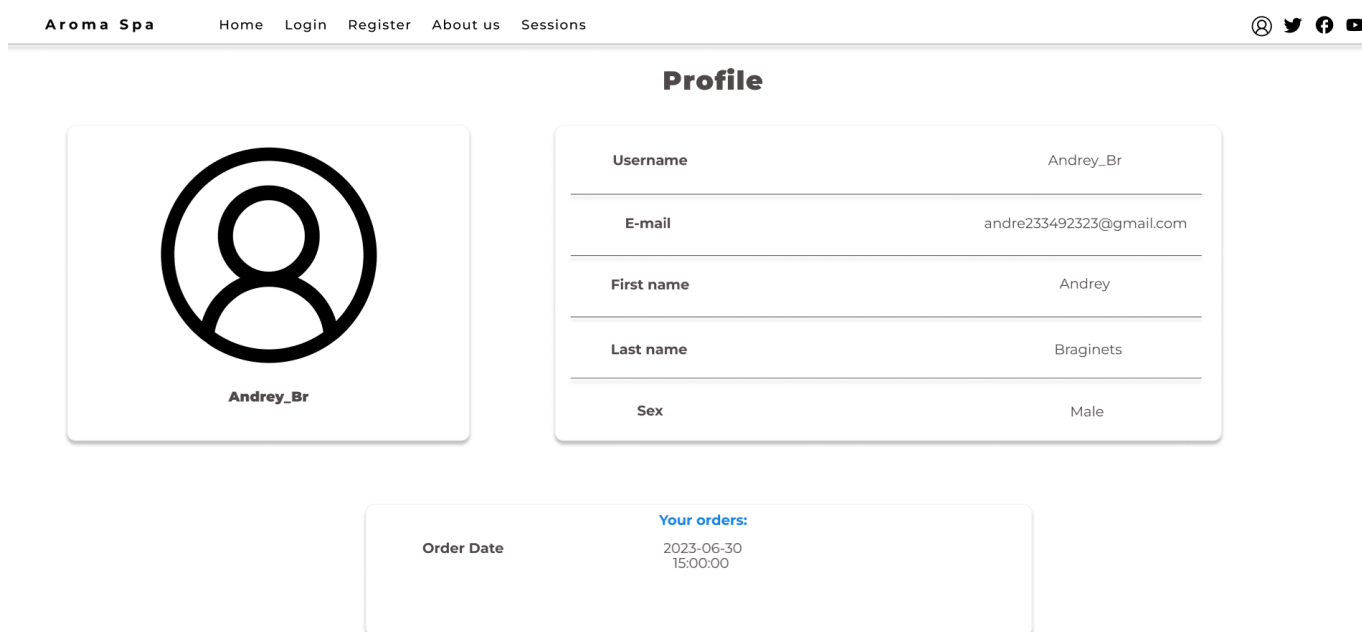 Aroma Spa Home Login Register About us Sessions
Profile
Andrey_Br
Username Andrey_Br
E-mail andre233492323@gmail.com
First name Andrey
Last name Braginets
Sex Male
Your orders:
Order Date 2023-06-30
15:00:00